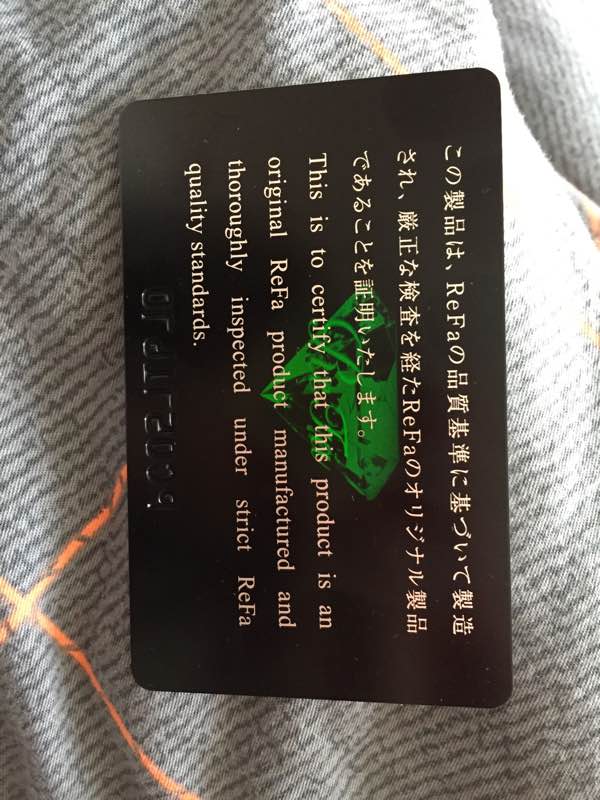 この製品は、ReFaの品質基準に基づいて製造
され、厳正な検査を経たReFaのオリジナル製品
であることを証明いたします。
This is to certify that this product is an
original ReFa product manufactured and
thoroughly inspected under strict ReFa
quality standards.